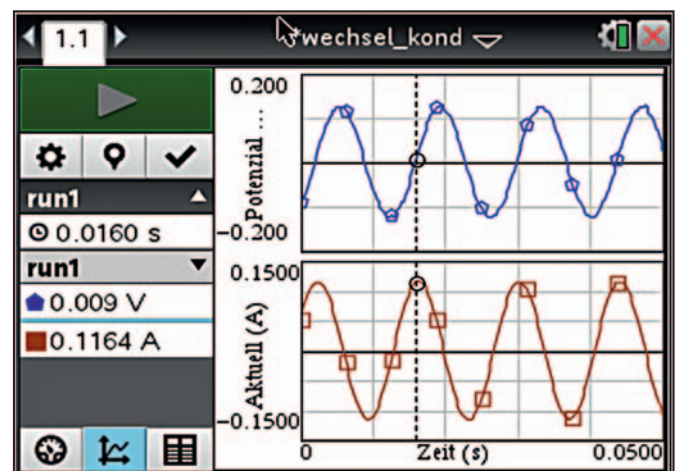 1.1
*wechsel_kond
run1
0.0160 s
run1
0.009 V
0.1164 A
0.200
Potenzial ...
-0.200
0.1500
Aktuell (A)
-0.1500
0
Zeit (s)
0.0500